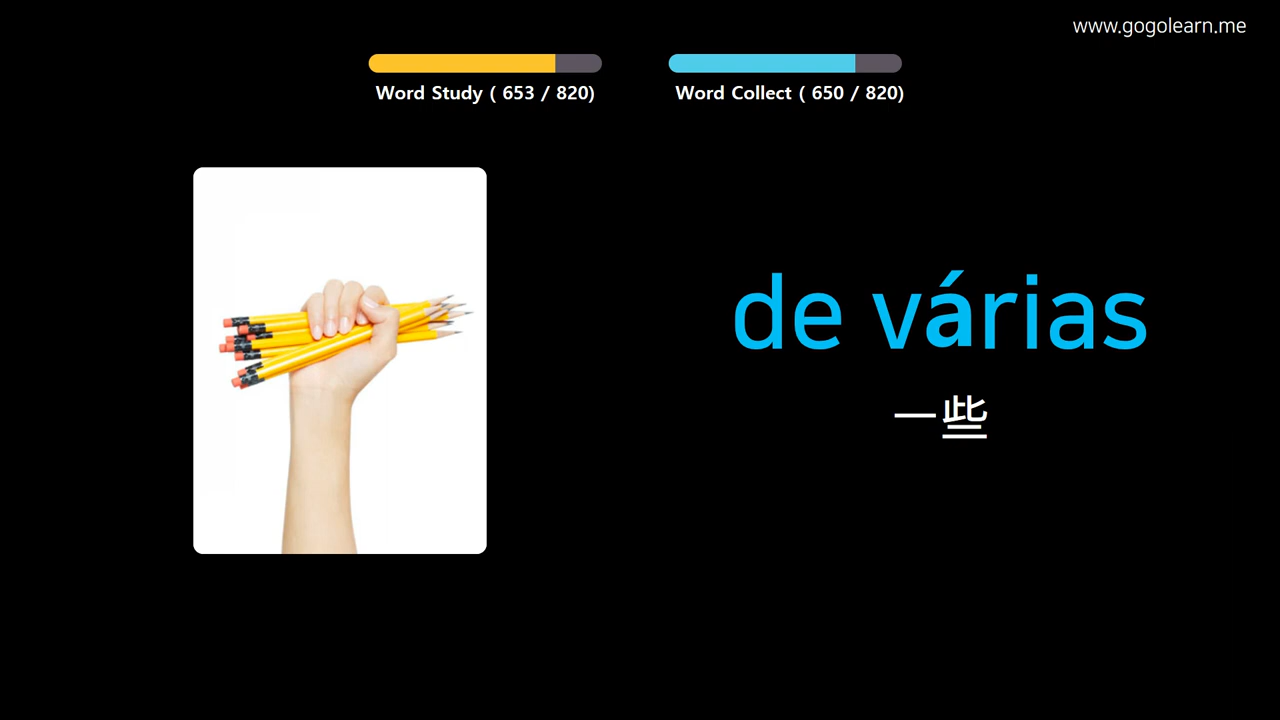 www.gogolearn.me
Word Study ( 653 / 820)
Word Collect ( 650 / 820)
de várias
一些